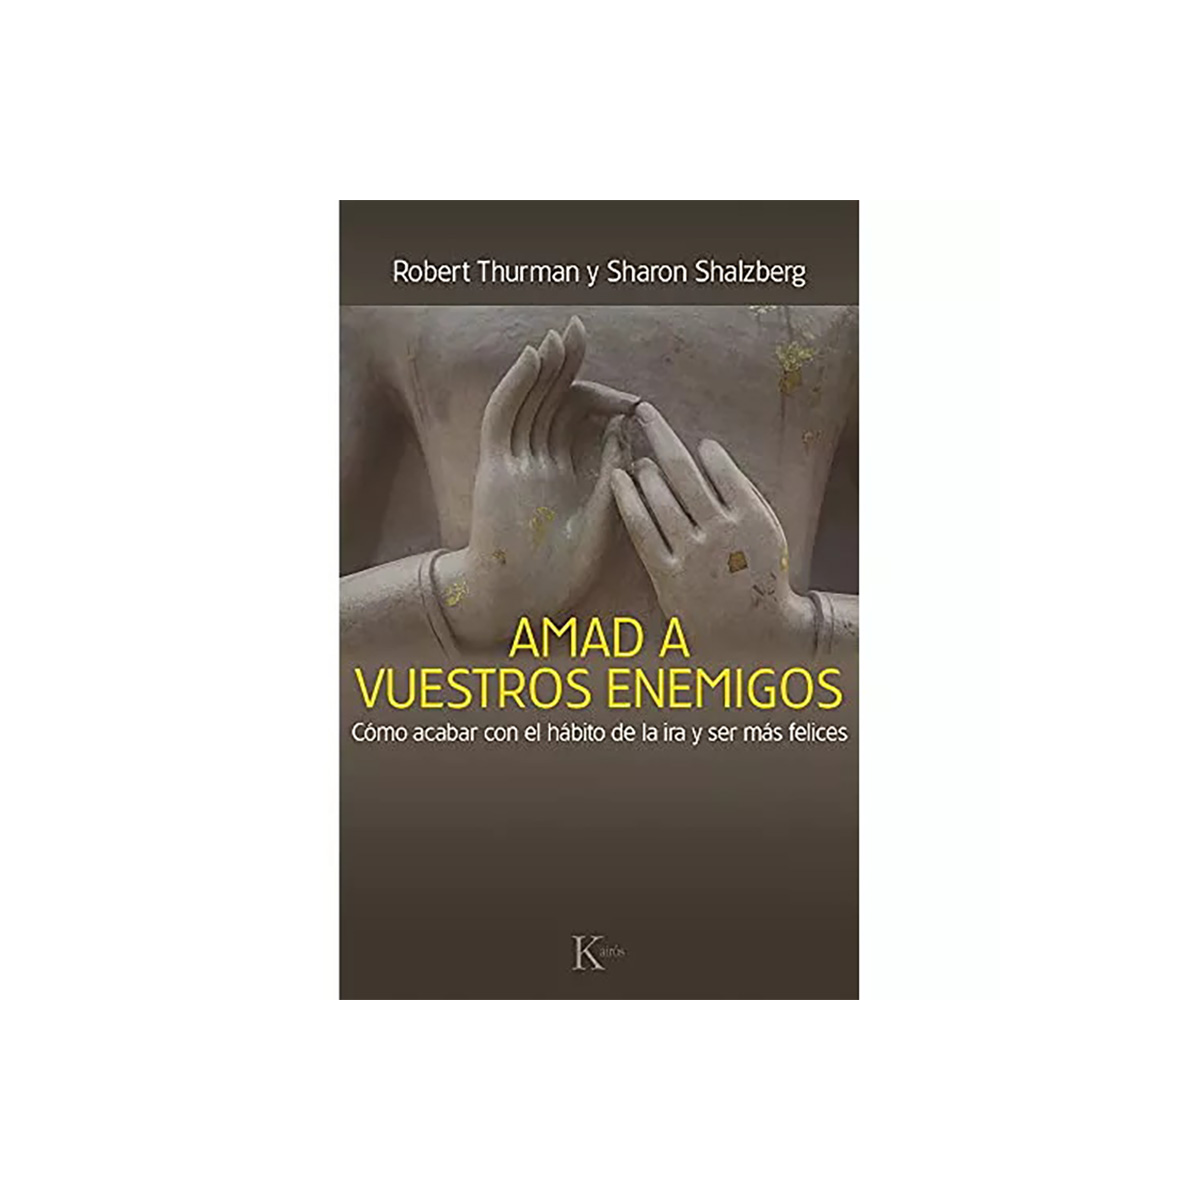 Robert Thurman y Sharon Shalzberg
AMAD A
VUESTROS ENEMIGOS
Cómo acabar con el hábito de la ira y ser más felices
Kairós